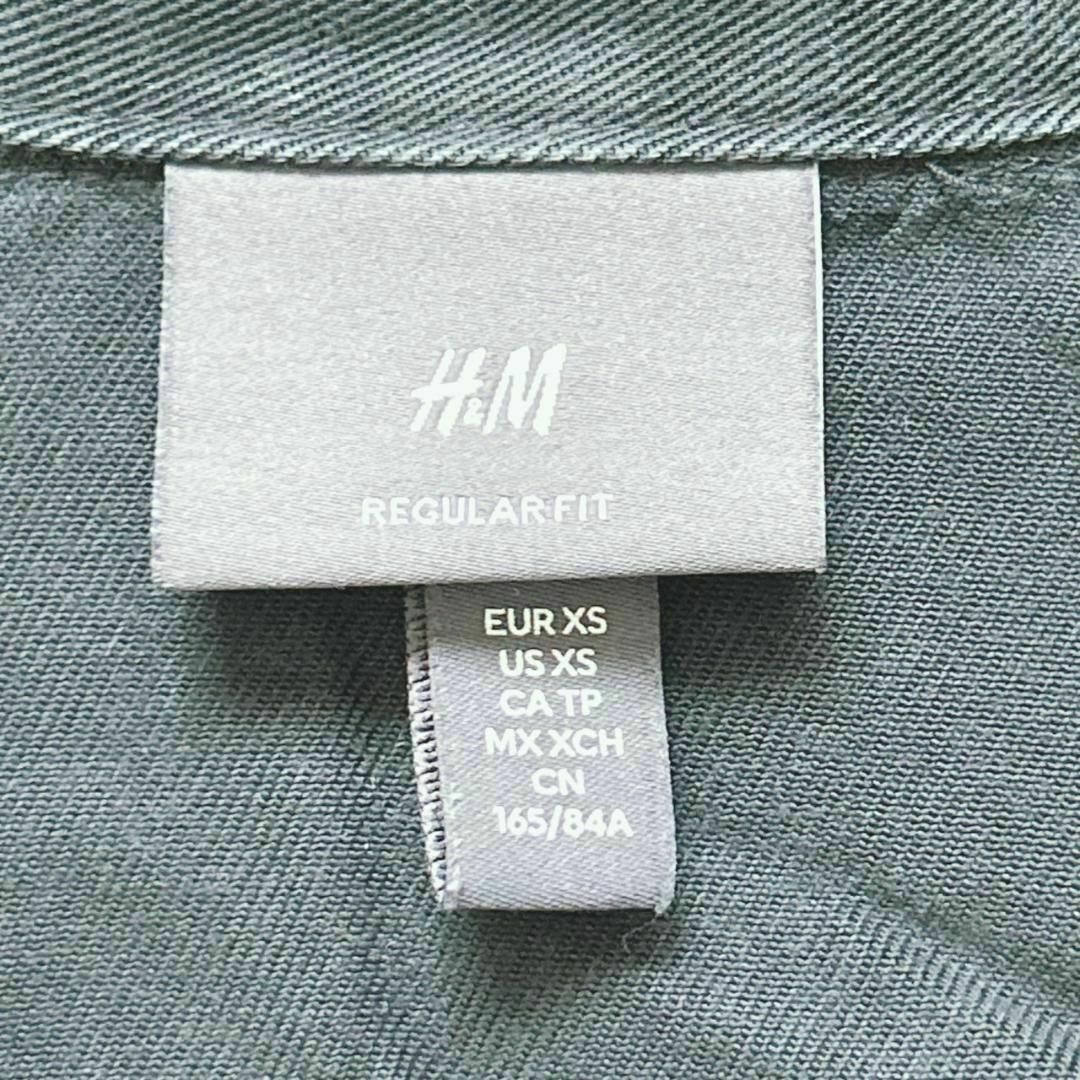 H&M
REGULAR FIT
EUR XS
US XS
CA TP
MX XCH
CN
165/84A